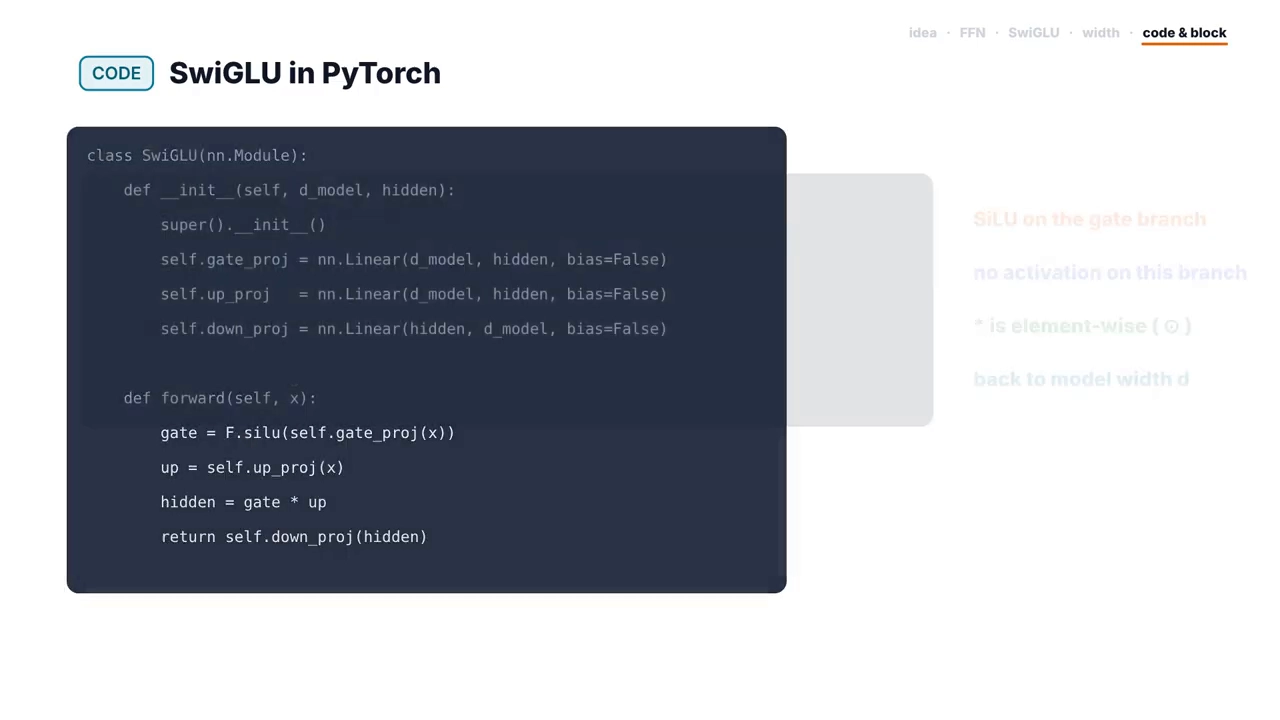 idea · FFN · SwiGLU · width · code & block
CODE SwiGLU in PyTorch
class SwiGLU(nn.Module):
    def __init__(self, d_model, hidden):
        super().__init__()
        self.gate_proj = nn.Linear(d_model, hidden, bias=False)
        self.up_proj   = nn.Linear(d_model, hidden, bias=False)
        self.down_proj = nn.Linear(hidden, d_model, bias=False)
    def forward(self, x):
        gate = F.silu(self.gate_proj(x))
        up = self.up_proj(x)
        hidden = gate * up
        return self.down_proj(hidden)
SiLU on the gate branch
no activation on this branch
* is element-wise ( ⊙ )
back to model width d